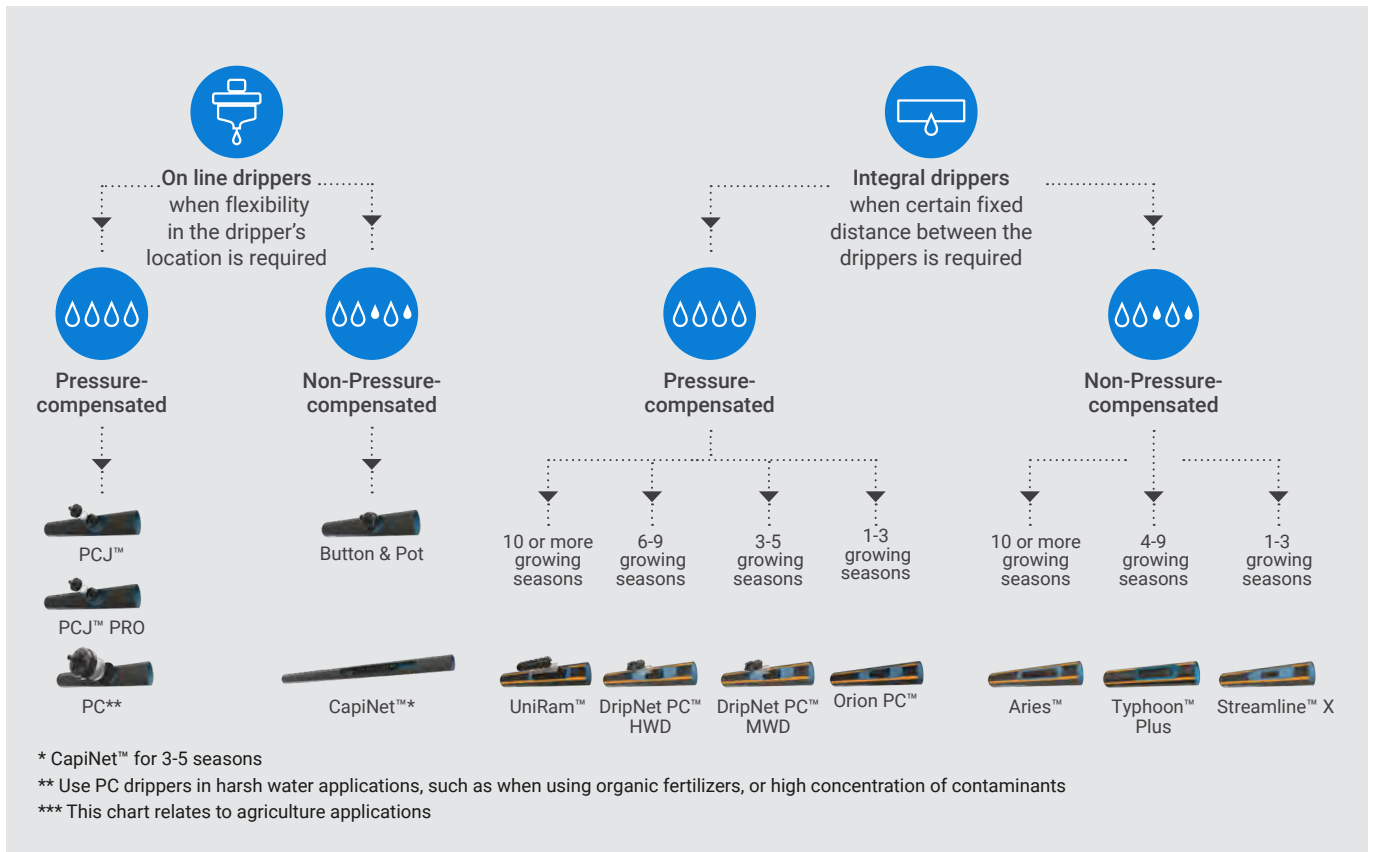 On line drippers
when flexibility
in the dripper's
location is required
Integral drippers
when certain fixed
distance between the
drippers is required
Pressure-
compensated
Non-Pressure-
compensated
Pressure-
compensated
Non-Pressure-
compensated
PCJ™
PCJ™ PRO
PC**
Button & Pot
CapiNet™*
10 or more
growing
seasons
6-9
growing
seasons
3-5
growing
seasons
1-3
growing
seasons
10 or more
growing
seasons
4-9
growing
seasons
1-3
growing
seasons
UniRam™
DripNet PC™
HWD
DripNet PC™
MWD
Orion PC™
Aries™
Typhoon™
Plus
Streamline™ X
* CapiNet™ for 3-5 seasons
** Use PC drippers in harsh water applications, such as when using organic fertilizers, or high concentration of contaminants
*** This chart relates to agriculture applications